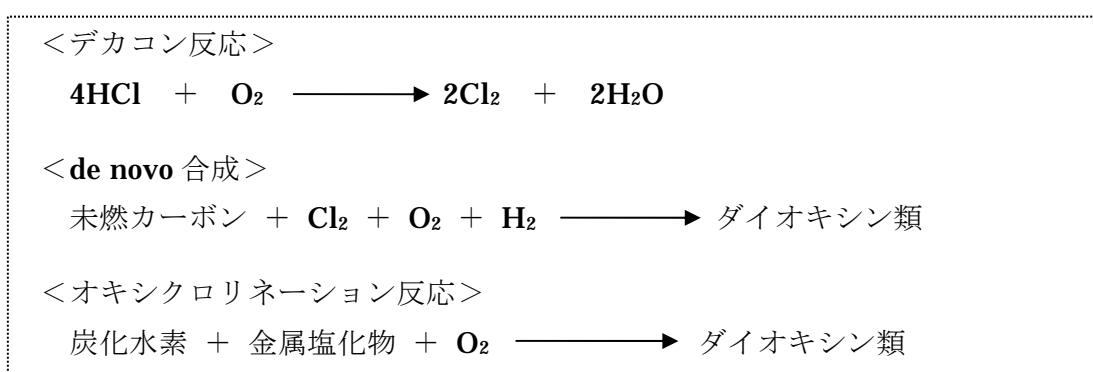 ＜デカコン反応＞
4HCl ＋ O₂ ⟶ 2Cl₂ ＋ 2H₂O
＜de novo 合成＞
未燃カーボン ＋ Cl₂ ＋ O₂ ＋ H₂ ⟶ ダイオキシン類
＜オキシクロリネーション反応＞
炭化水素 ＋ 金属塩化物 ＋ O₂ ⟶ ダイオキシン類